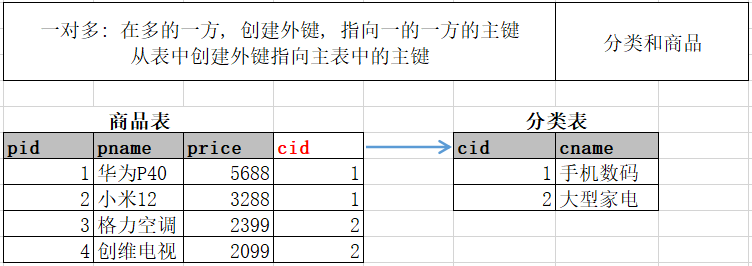 一对多: 在多的一方, 创建外键, 指向一的一方的主键
从表中创建外键指向主表中的主键
分类和商品
商品表
pid pname price cid
1 华为P40 5688 1
2 小米12 3288 1
3 格力空调 2399 2
4 创维电视 2099 2
分类表
cid cname
1 手机数码
2 大型家电